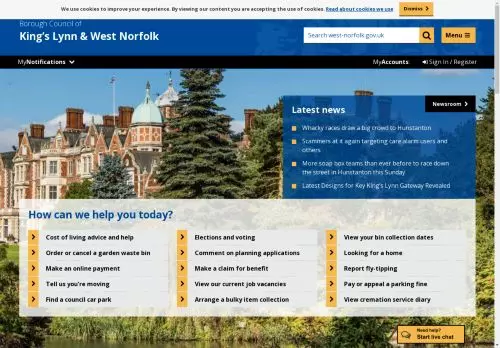 We use cookies to improve your experience. By viewing our content you are accepting the use of cookies. Read about cookies we use
Dismiss
Borough Council of
King's Lynn & West Norfolk
Search west-norfolk.gov.uk
Menu
MyNotifications
MyAccounts
Sign In / Register
Latest news
Newsroom
Whacky races draw a big crowd to Hunstanton
Scammers at it again targeting care alarm users and
others
More soap box teams than ever before to race down
the street in Hunstanton this Sunday
Latest Designs for Key King's Lynn Gateway Revealed
How can we help you today?
Cost of living advice and help
Elections and voting
View your bin collection dates
Order or cancel a garden waste bin
Comment on planning applications
Looking for a home
Make an online payment
Make a claim for benefit
Report fly-tipping
Tell us you're moving
View our current job vacancies
Pay or appeal a parking fine
Find a council car park
Arrange a bulky item collection
View cremation service diary
Need help?
Start live chat